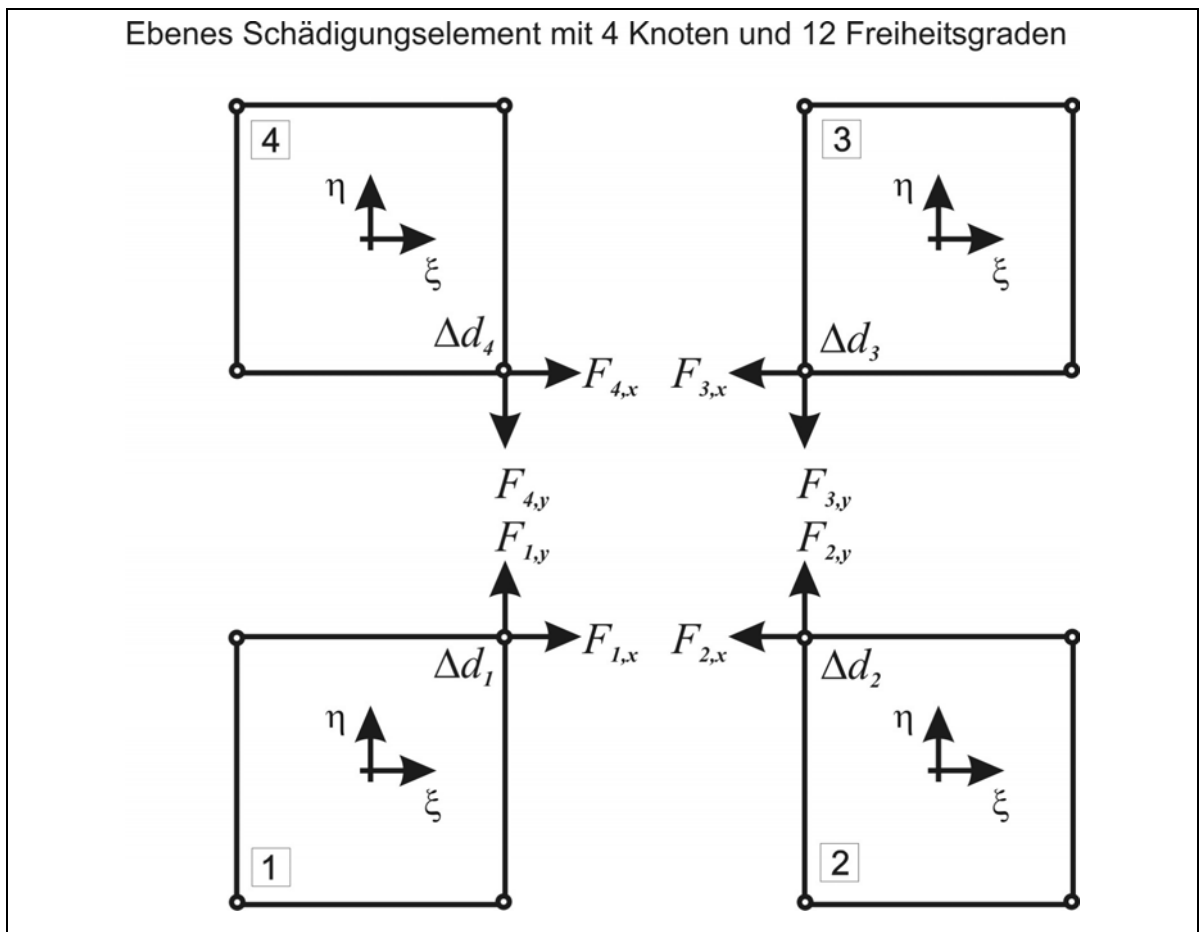 Ebenes Schädigungselement mit 4 Knoten und 12 Freiheitsgraden
4
3
η
η
ξ
ξ
Δd4
Δd3
F4,x
F3,x
F4,y
F3,y
F1,y
F2,y
F1,x
F2,x
Δd1
Δd2
η
η
ξ
ξ
1
2